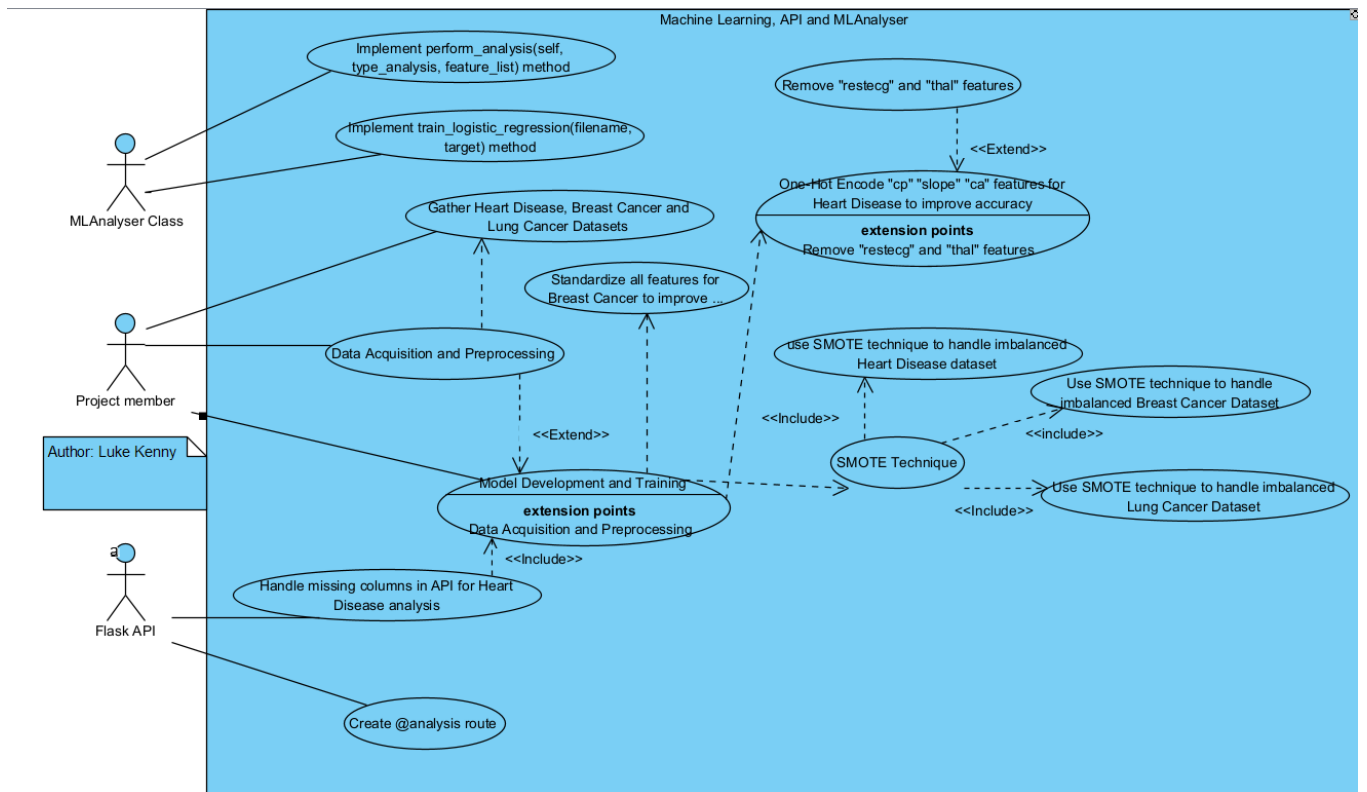 Machine Learning, API and MLAnalyser
Implement perform_analysis(self,
type_analysis, feature_list) method
Remove "restecg" and "thal" features
Implement train_logistic_regression(filename,
target) method
<<Extend>>
MLAnalyser Class
One-Hot Encode "cp" "slope" "ca" features for
Heart Disease to improve accuracy
extension points
Remove "restecg" and "thal" features
Gather Heart Disease, Breast Cancer and
Lung Cancer Datasets
Standardize all features for
Breast Cancer to improve ...
Data Acquisition and Preprocessing
use SMOTE technique to handle imbalanced
Heart Disease dataset
Project member
Use SMOTE technique to handle
imbalanced Breast Cancer Dataset
<<Include>>
<<Extend>>
<<include>>
Author: Luke Kenny
SMOTE Technique
Model Development and Training
extension points
Data Acquisition and Preprocessing
Use SMOTE technique to handle imbalanced
Lung Cancer Dataset
<<Include>>
<<Include>>
a
Handle missing columns in API for Heart
Disease analysis
Flask API
Create @analysis route